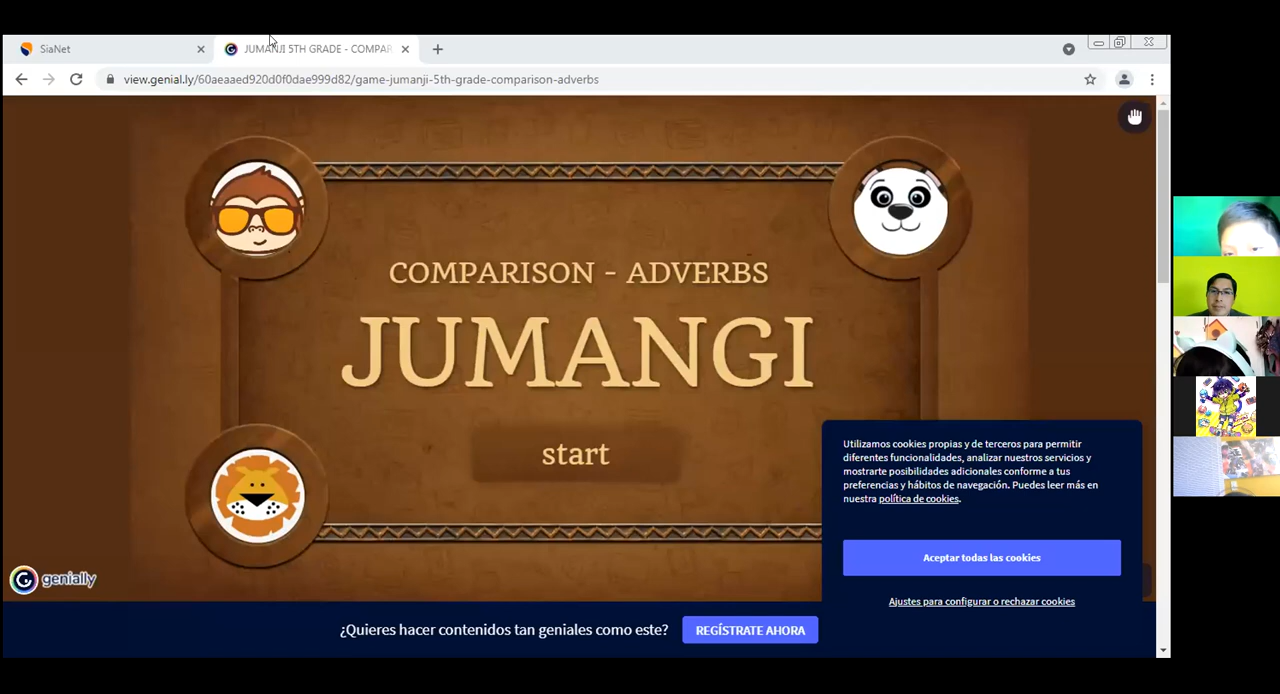 SiaNet
JUMANJI 5TH GRADE - COMPAR
view.genial.ly/60aeaaed920d0f0dae999d82/game-jumanji-5th-grade-comparison-adverbs
COMPARISON - ADVERBS
JUMANGI
start
Utilizamos cookies propias y de terceros para permitir
diferentes funcionalidades, analizar nuestros servicios y
mostrarte posibilidades adicionales conforme a tus
preferencias y hábitos de navegación. Puedes leer más en
nuestra política de cookies.
Aceptar todas las cookies
Ajustes para configurar o rechazar cookies
genially
¿Quieres hacer contenidos tan geniales como este?
REGÍSTRATE AHORA